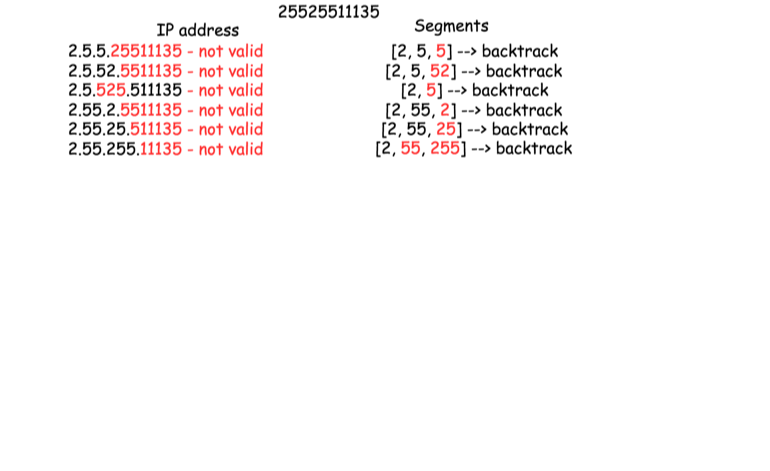 25525511135
IP address
Segments
2.5.5.25511135 - not valid
[2, 5, 5] --> backtrack
2.5.52.5511135 - not valid
[2, 5, 52] --> backtrack
2.5.525.511135 - not valid
[2, 5] --> backtrack
2.55.2.5511135 - not valid
[2, 55, 2] --> backtrack
2.55.25.511135 - not valid
[2, 55, 25] --> backtrack
2.55.255.11135 - not valid
[2, 55, 255] --> backtrack